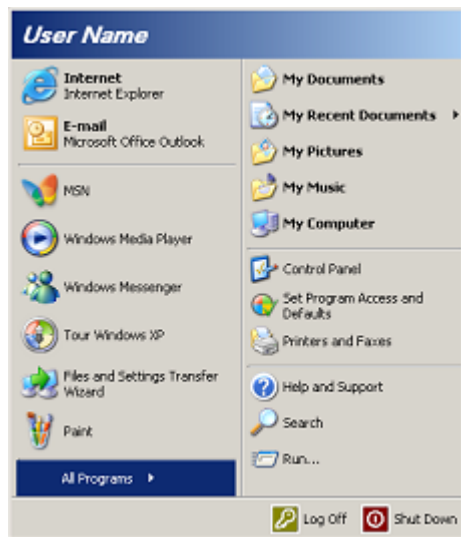 User Name
Internet
Internet Explorer
E-mail
Microsoft Office Outlook
MSN
Windows Media Player
Windows Messenger
Tour Windows XP
Files and Settings Transfer
Wizard
Paint
All Programs
My Documents
My Recent Documents
My Pictures
My Music
My Computer
Control Panel
Set Program Access and
Defaults
Printers and Faxes
Help and Support
Search
Run...
Log Off
Shut Down